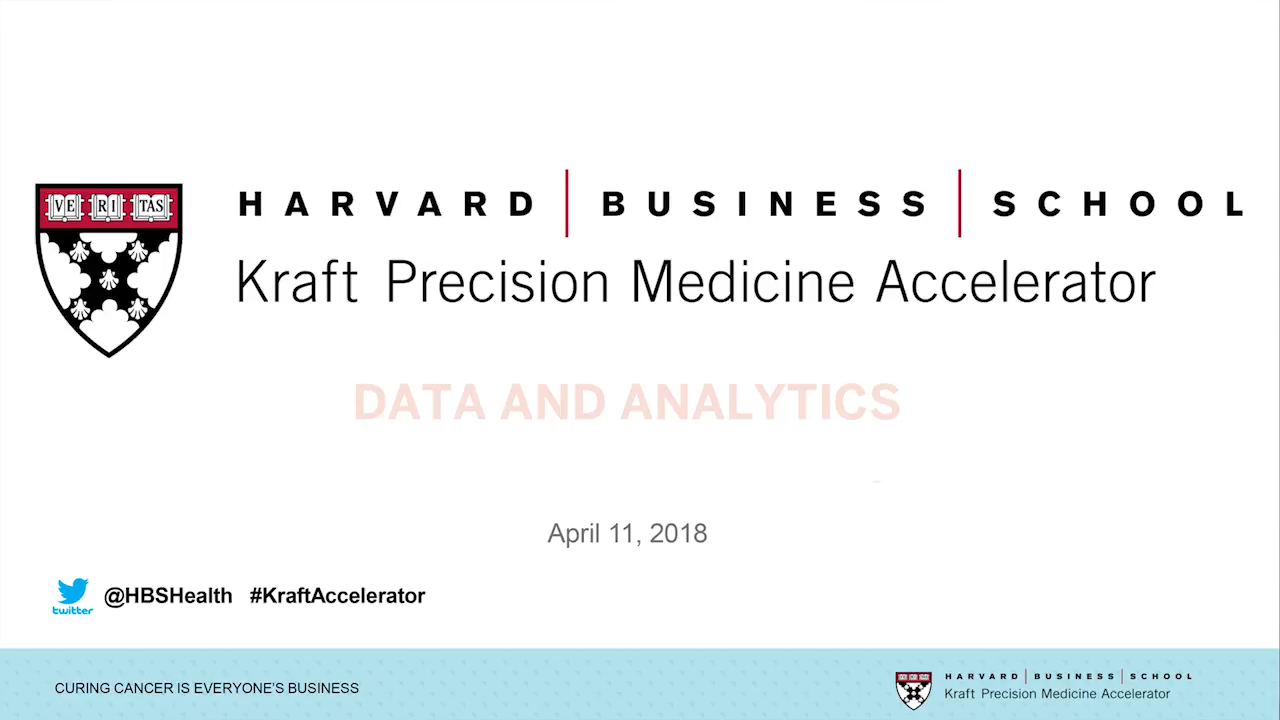 VE RI TAS
HARVARD | BUSINESS | SCHOOL
Kraft Precision Medicine Accelerator
DATA AND ANALYTICS
April 11, 2018
twitter @HBSHealth #KraftAccelerator
CURING CANCER IS EVERYONE'S BUSINESS
HARVARD | BUSINESS | SCHOOL
Kraft Precision Medicine Accelerator